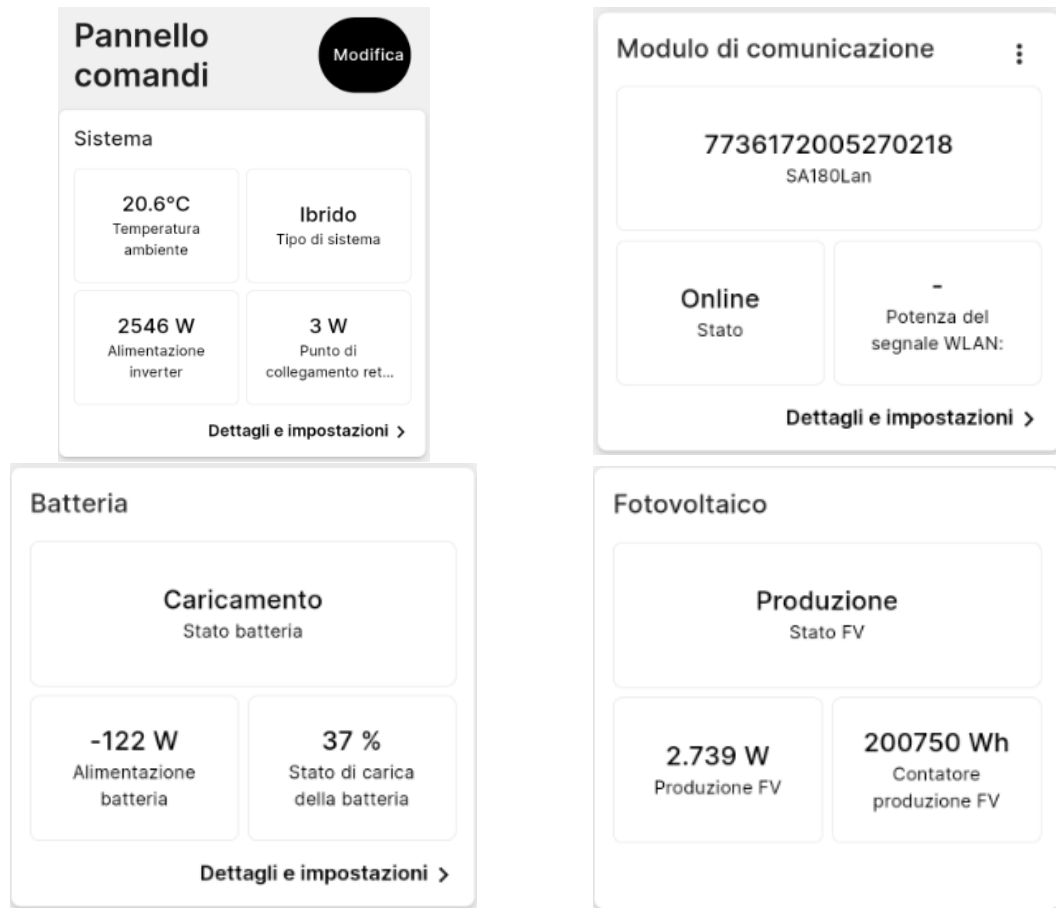 Pannello
comandi
Modifica
Sistema
20.6°C
Temperatura
ambiente
Ibrido
Tipo di sistema
2546 W
Alimentazione
inverter
3 W
Punto di
collegamento ret...
Dettagli e impostazioni
Modulo di comunicazione
7736172005270218
SA180Lan
Online
Stato
-
Potenza del
segnale WLAN:
Dettagli e impostazioni
Batteria
Caricamento
Stato batteria
-122 W
Alimentazione
batteria
37 %
Stato di carica
della batteria
Dettagli e impostazioni
Fotovoltaico
Produzione
Stato FV
2.739 W
Produzione FV
200750 Wh
Contatore
produzione FV